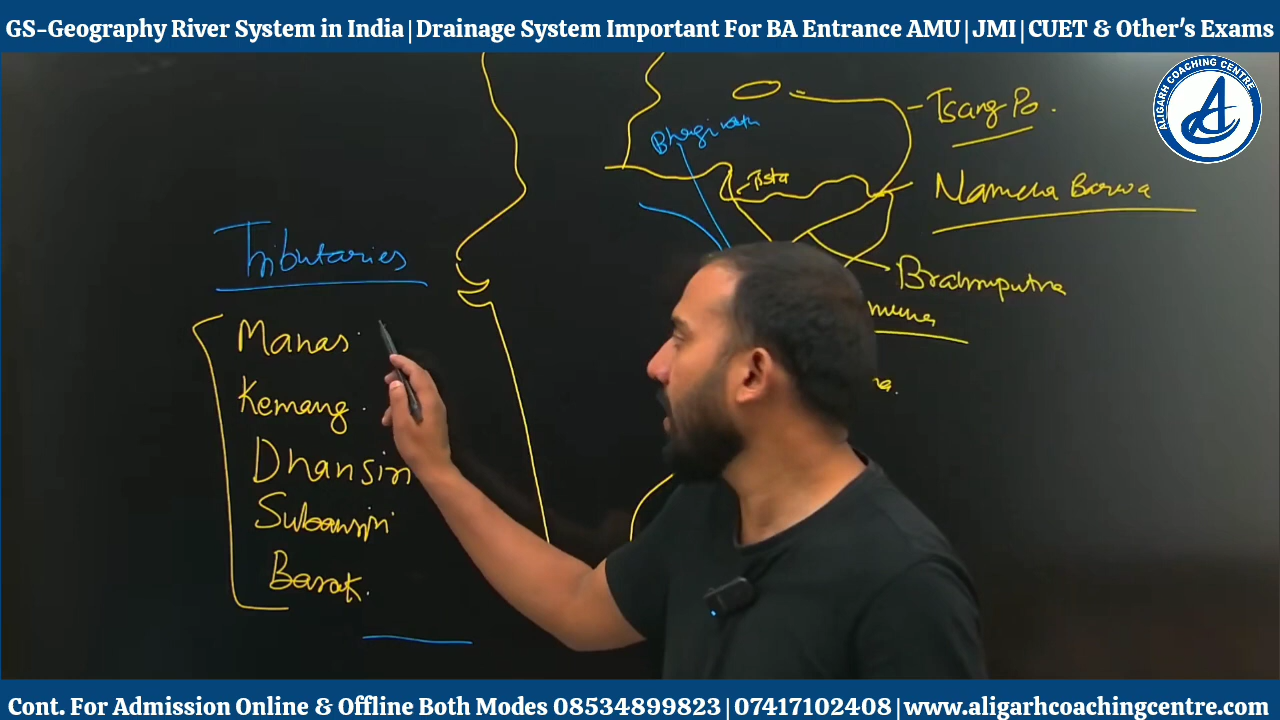 GS-Geography River System in India|Drainage System Important For BA Entrance AMU|JMI|CUET & Other's Exams
ALIGARH COACHING CENTRE
Tsang Po.
Bhagirath
Tista
Namcha Barwa
Tributaries
Brahmputra
Manas
Kemang
Dhansiri
Subansiri
Barak.
Cont. For Admission Online & Offline Both Modes 08534899823|07417102408|www.aligarhcoachingcentre.com